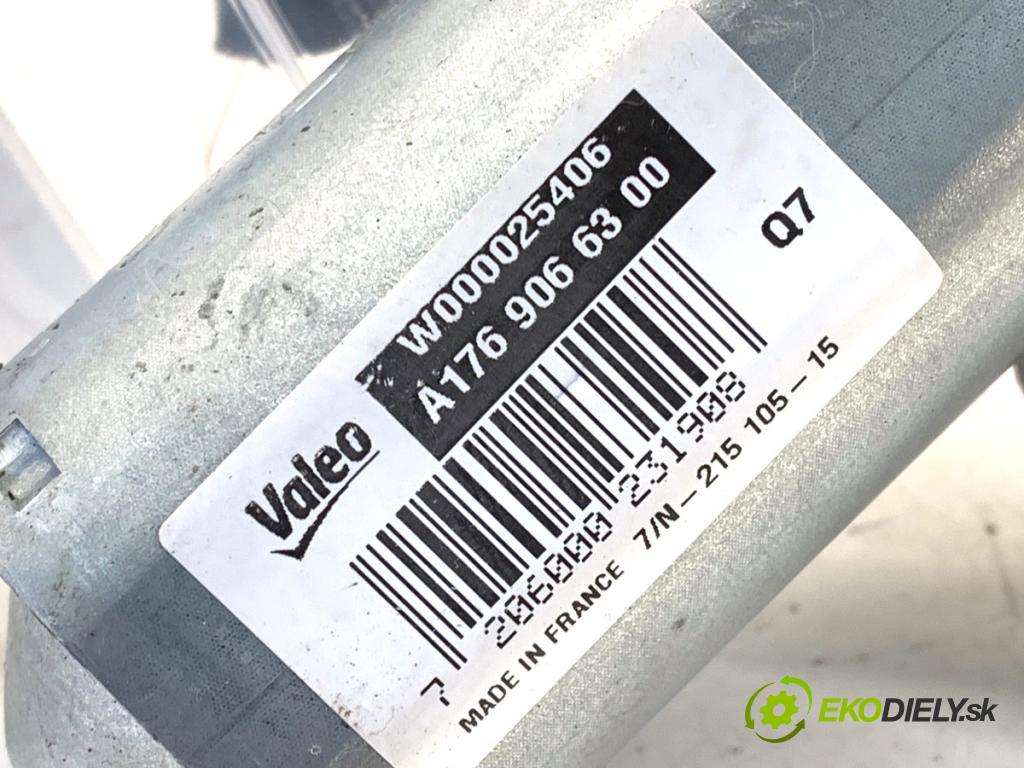 W000025406
A176 906 63 00
Q7
Valeo
7 206000 231908
MADE IN FRANCE 7/N-215 105-15
EKODIELY.sk